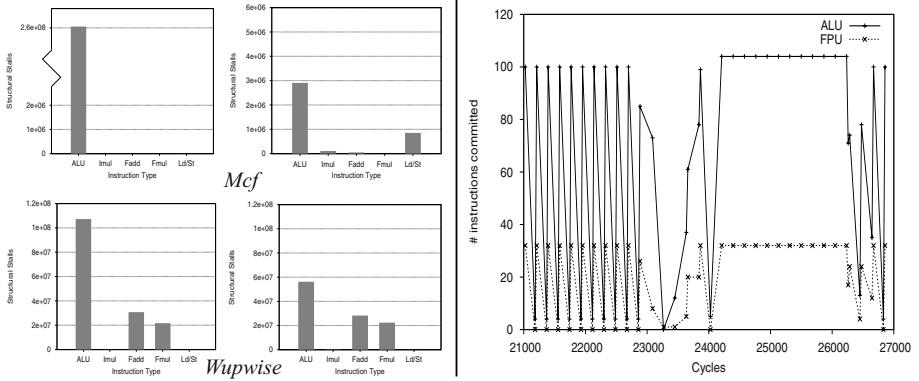 2.6e+08
2e+06
1e+06
0
Structural Stalls
ALU Imul Fadd Fmul Ld/St
Instruction Type
6e+06
5e+06
4e+06
3e+06
2e+06
1e+06
0
Structural Stalls
ALU Imul Fadd Fmul Ld/St
Instruction Type
Mcf
1.2e+08
1e+08
8e+07
6e+07
4e+07
2e+07
0
Structural Stalls
ALU Imul Fadd Fmul Ld/St
Instruction Type
1.2e+08
1e+08
8e+07
6e+07
4e+07
2e+07
0
Structural Stalls
ALU Imul Fadd Fmul Ld/St
Instruction Type
Wupwise
120
100
80
60
40
20
0
# instructions committed
ALU
FPU
21000 22000 23000 24000 25000 26000 27000
Cycles